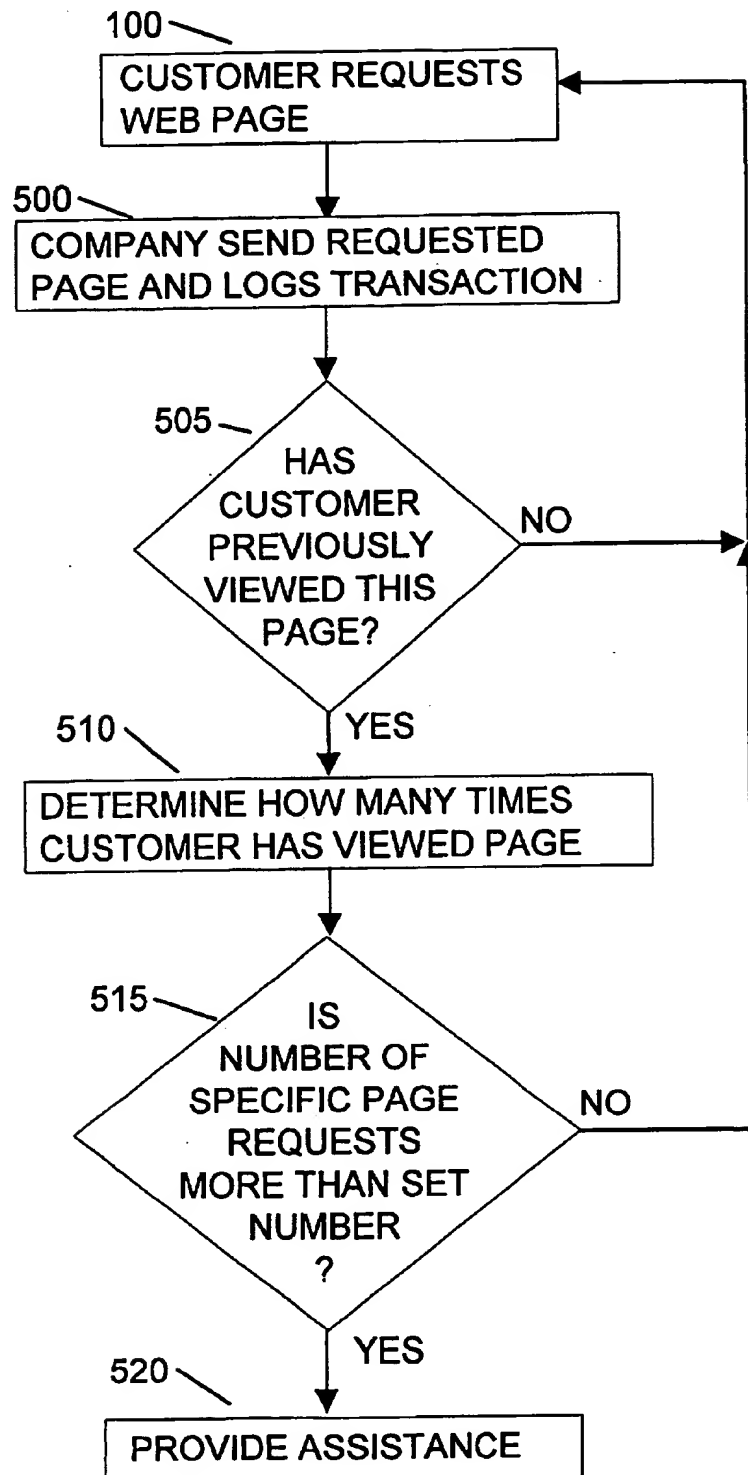 100
CUSTOMER REQUESTS
WEB PAGE
500
COMPANY SEND REQUESTED
PAGE AND LOGS TRANSACTION
505
HAS
CUSTOMER
PREVIOUSLY
VIEWED THIS
PAGE?
NO
YES
510
DETERMINE HOW MANY TIMES
CUSTOMER HAS VIEWED PAGE
515
IS
NUMBER OF
SPECIFIC PAGE
REQUESTS
MORE THAN SET
NUMBER
?
NO
YES
520
PROVIDE ASSISTANCE